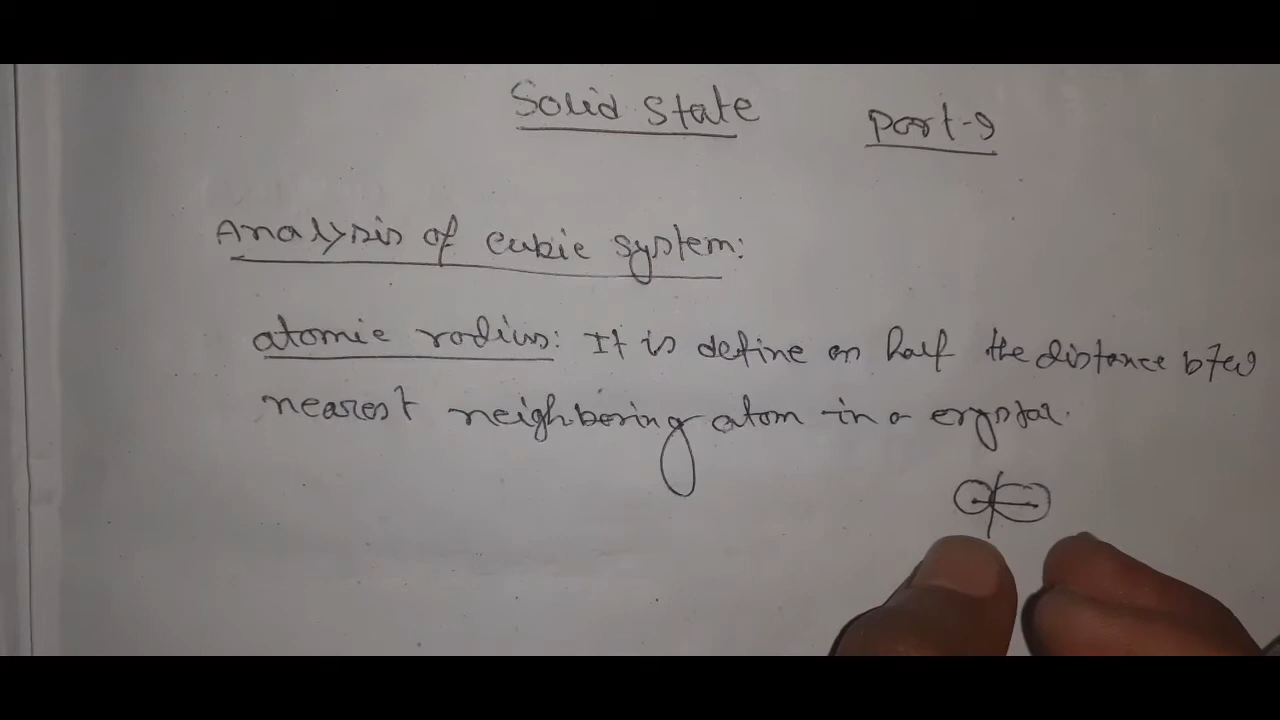 Solid State
Part-9
Analysis of cubic system:
atomic radius: It is define as half the distance btw
nearest neighboring atom in a crystal.